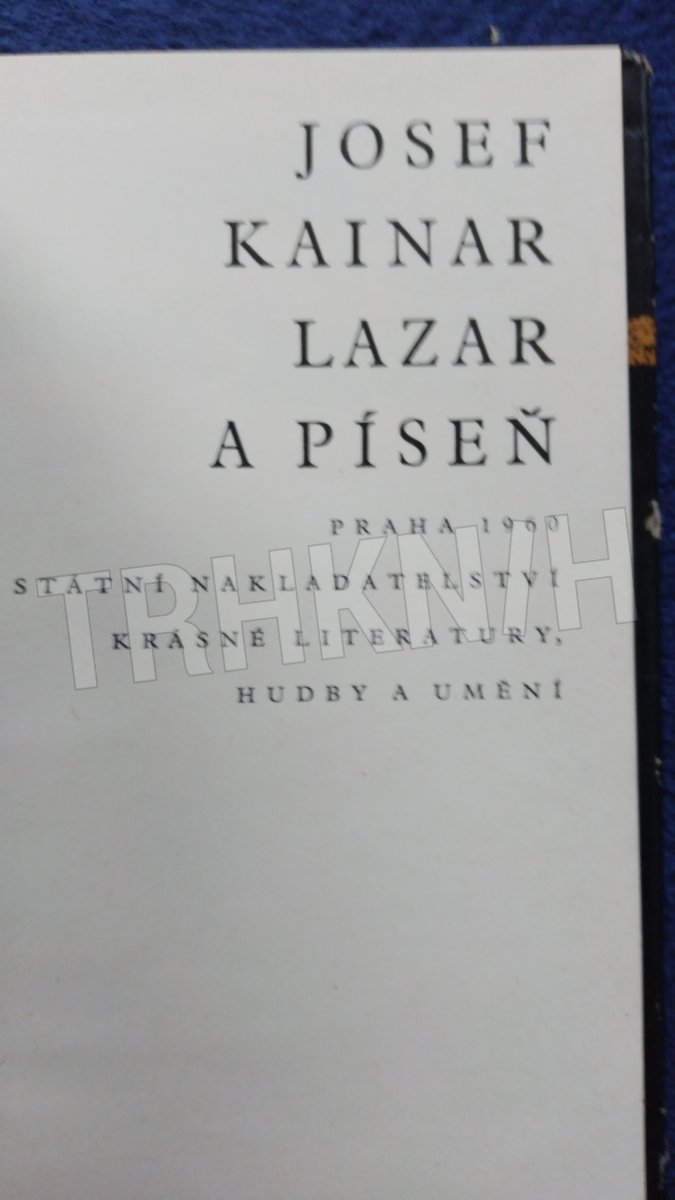 JOSEF
KAINAR
LAZAR
A PÍSEŇ
PRAHA 1960
STÁTNÍ NAKLADATELSTVÍ
KRÁSNÉ LITERATURY,
HUDBY A UMĚNÍ
TRHKNIH